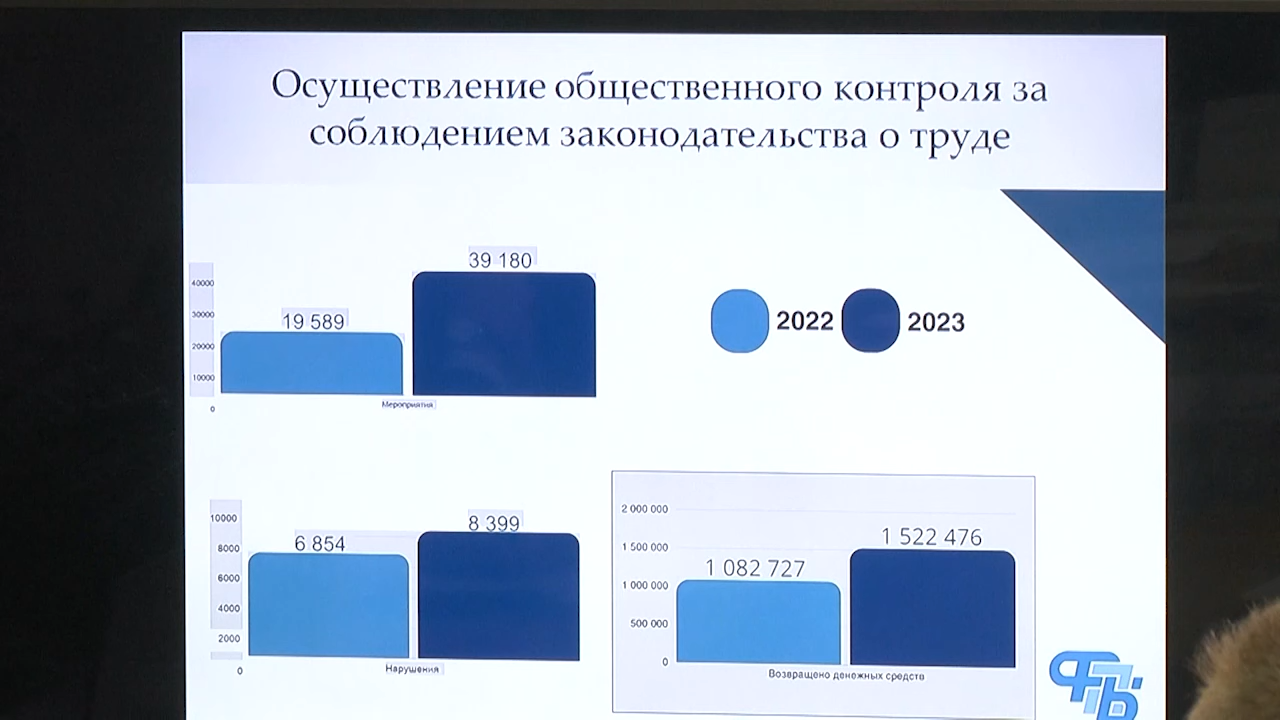 Осуществление общественного контроля за
соблюдением законодательства о труде
39 180
19 589
40000
30000
20000
10000
0
Мероприятия
2022
2023
8 399
6 854
10000
8000
6000
4000
2000
0
Нарушения
2 000 000
1 500 000
1 000 000
500 000
0
1 522 476
1 082 727
Возвращено денежных средств
ФПБ